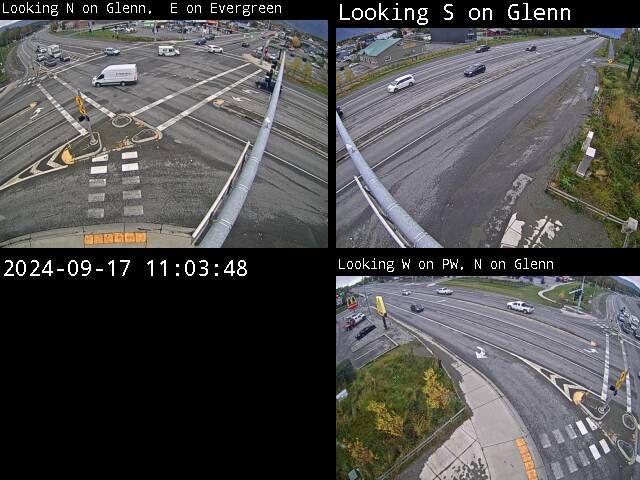 Looking N on Glenn,  E on Evergreen
Looking S on Glenn
2024-09-17 11:03:48
Looking W on PW, N on Glenn